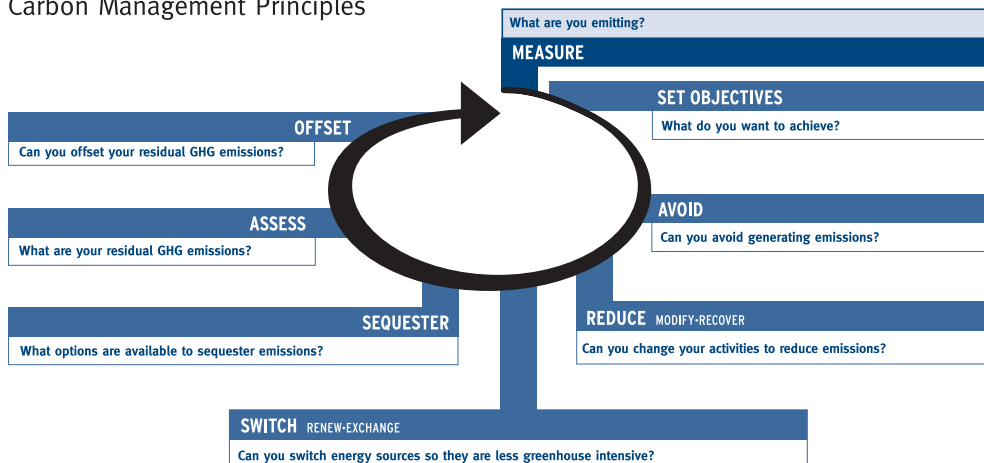 Carbon Management Principles
What are you emitting?
MEASURE
SET OBJECTIVES
What do you want to achieve?
AVOID
Can you avoid generating emissions?
REDUCE MODIFY•RECOVER
Can you change your activities to reduce emissions?
SWITCH RENEW•EXCHANGE
Can you switch energy sources so they are less greenhouse intensive?
SEQUESTER
What options are available to sequester emissions?
ASSESS
What are your residual GHG emissions?
OFFSET
Can you offset your residual GHG emissions?